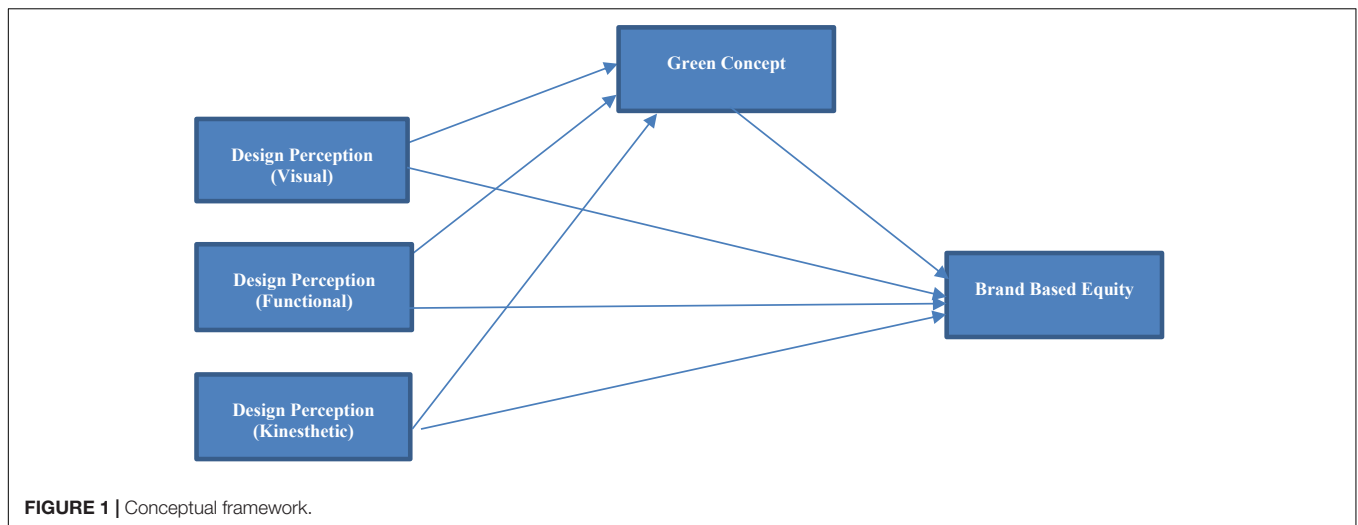 Green Concept
Design Perception
(Visual)
Design Perception
(Functional)
Brand Based Equity
Design Perception
(Kinesthetic)
FIGURE 1 | Conceptual framework.